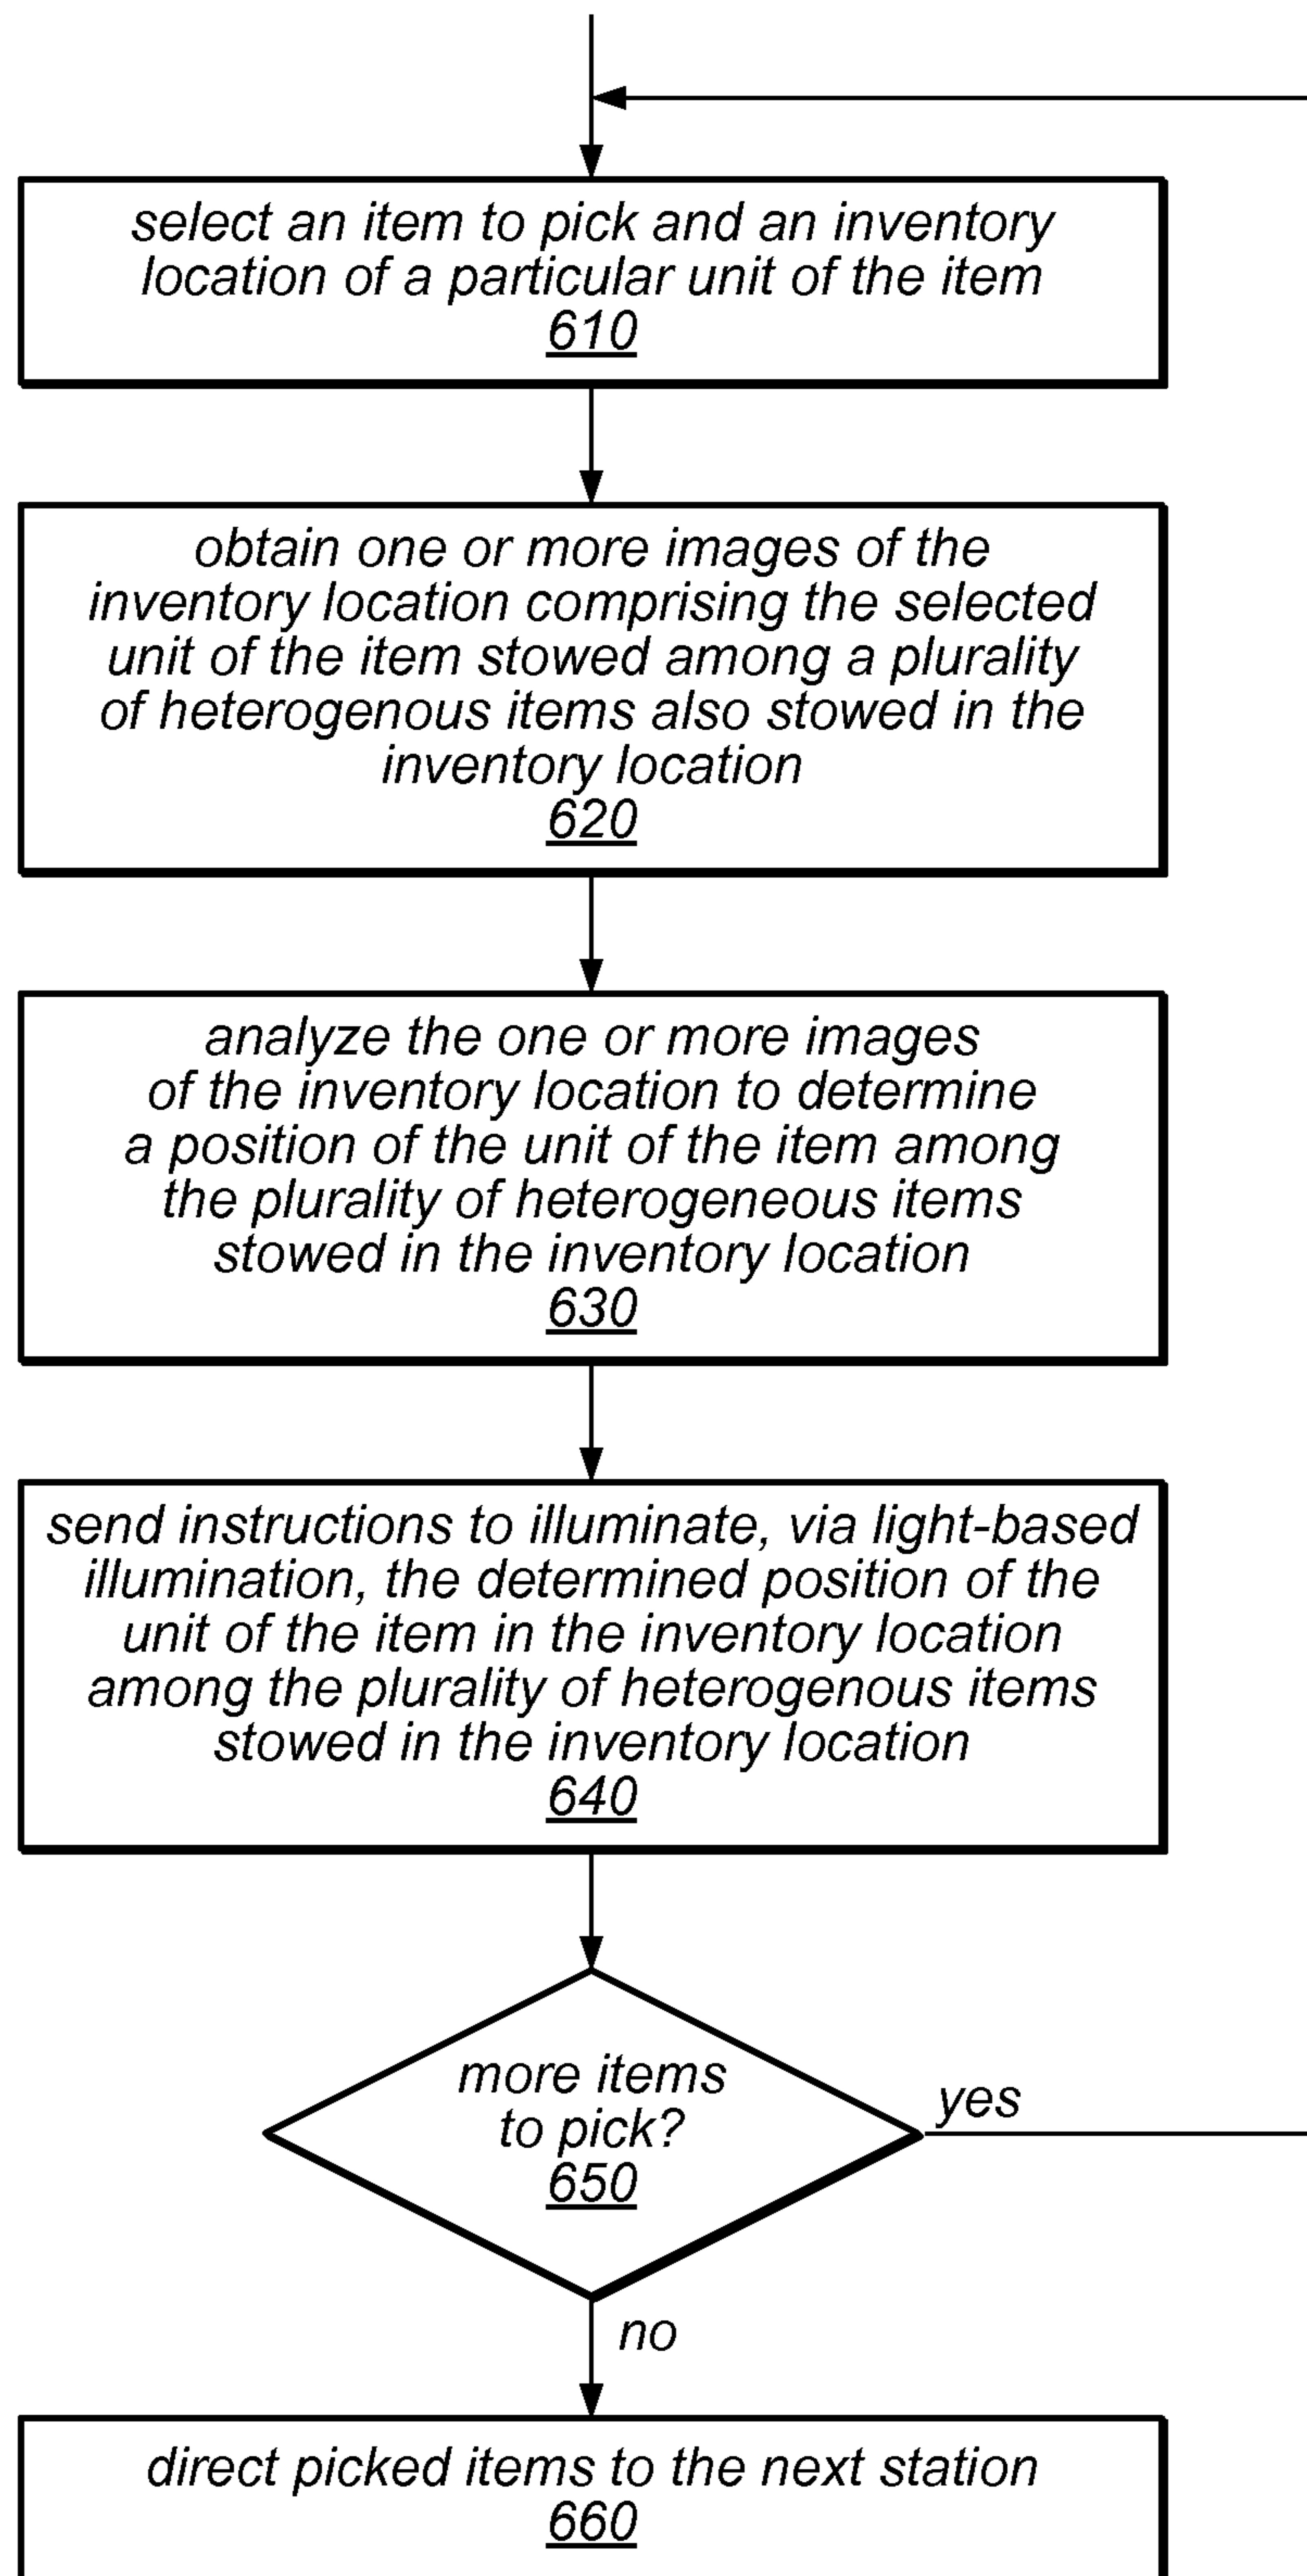 select an item to pick and an inventory
location of a particular unit of the item
610
obtain one or more images of the
inventory location comprising the selected
unit of the item stowed among a plurality
of heterogenous items also stowed in the
inventory location
620
analyze the one or more images
of the inventory location to determine
a position of the unit of the item among
the plurality of heterogeneous items
stowed in the inventory location
630
send instructions to illuminate, via light-based
illumination, the determined position of the
unit of the item in the inventory location
among the plurality of heterogenous items
stowed in the inventory location
640
more items
to pick?
650
yes
no
direct picked items to the next station
660